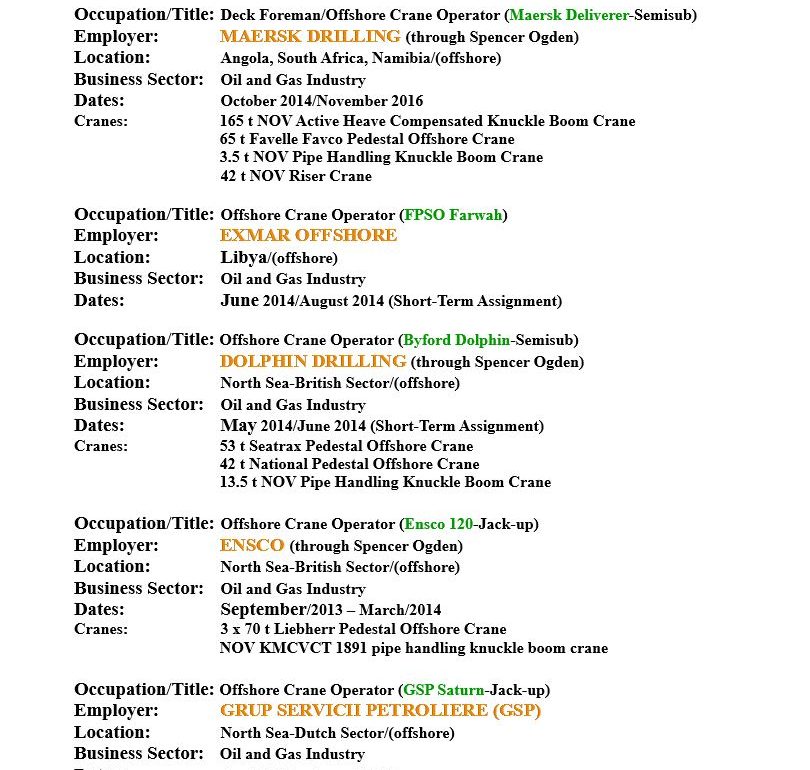 Occupation/Title: Deck Foreman/Offshore Crane Operator (Maersk Deliverer-Semisub)
Employer: MAERSK DRILLING (through Spencer Ogden)
Location: Angola, South Africa, Namibia/(offshore)
Business Sector: Oil and Gas Industry
Dates: October 2014/November 2016
Cranes: 165 t NOV Active Heave Compensated Knuckle Boom Crane
65 t Favelle Favco Pedestal Offshore Crane
3.5 t NOV Pipe Handling Knuckle Boom Crane
42 t NOV Riser Crane
Occupation/Title: Offshore Crane Operator (FPSO Farwah)
Employer: EXMAR OFFSHORE
Location: Libya/(offshore)
Business Sector: Oil and Gas Industry
Dates: June 2014/August 2014 (Short-Term Assignment)
Occupation/Title: Offshore Crane Operator (Byford Dolphin-Semisub)
Employer: DOLPHIN DRILLING (through Spencer Ogden)
Location: North Sea-British Sector/(offshore)
Business Sector: Oil and Gas Industry
Dates: May 2014/June 2014 (Short-Term Assignment)
Cranes: 53 t Seatrax Pedestal Offshore Crane
42 t National Pedestal Offshore Crane
13.5 t NOV Pipe Handling Knuckle Boom Crane
Occupation/Title: Offshore Crane Operator (Ensco 120-Jack-up)
Employer: ENSCO (through Spencer Ogden)
Location: North Sea-British Sector/(offshore)
Business Sector: Oil and Gas Industry
Dates: September/2013 – March/2014
Cranes: 3 x 70 t Liebherr Pedestal Offshore Crane
NOV KMCVCT 1891 pipe handling knuckle boom crane
Occupation/Title: Offshore Crane Operator (GSP Saturn-Jack-up)
Employer: GRUP SERVICII PETROLIERE (GSP)
Location: North Sea-Dutch Sector/(offshore)
Business Sector: Oil and Gas Industry